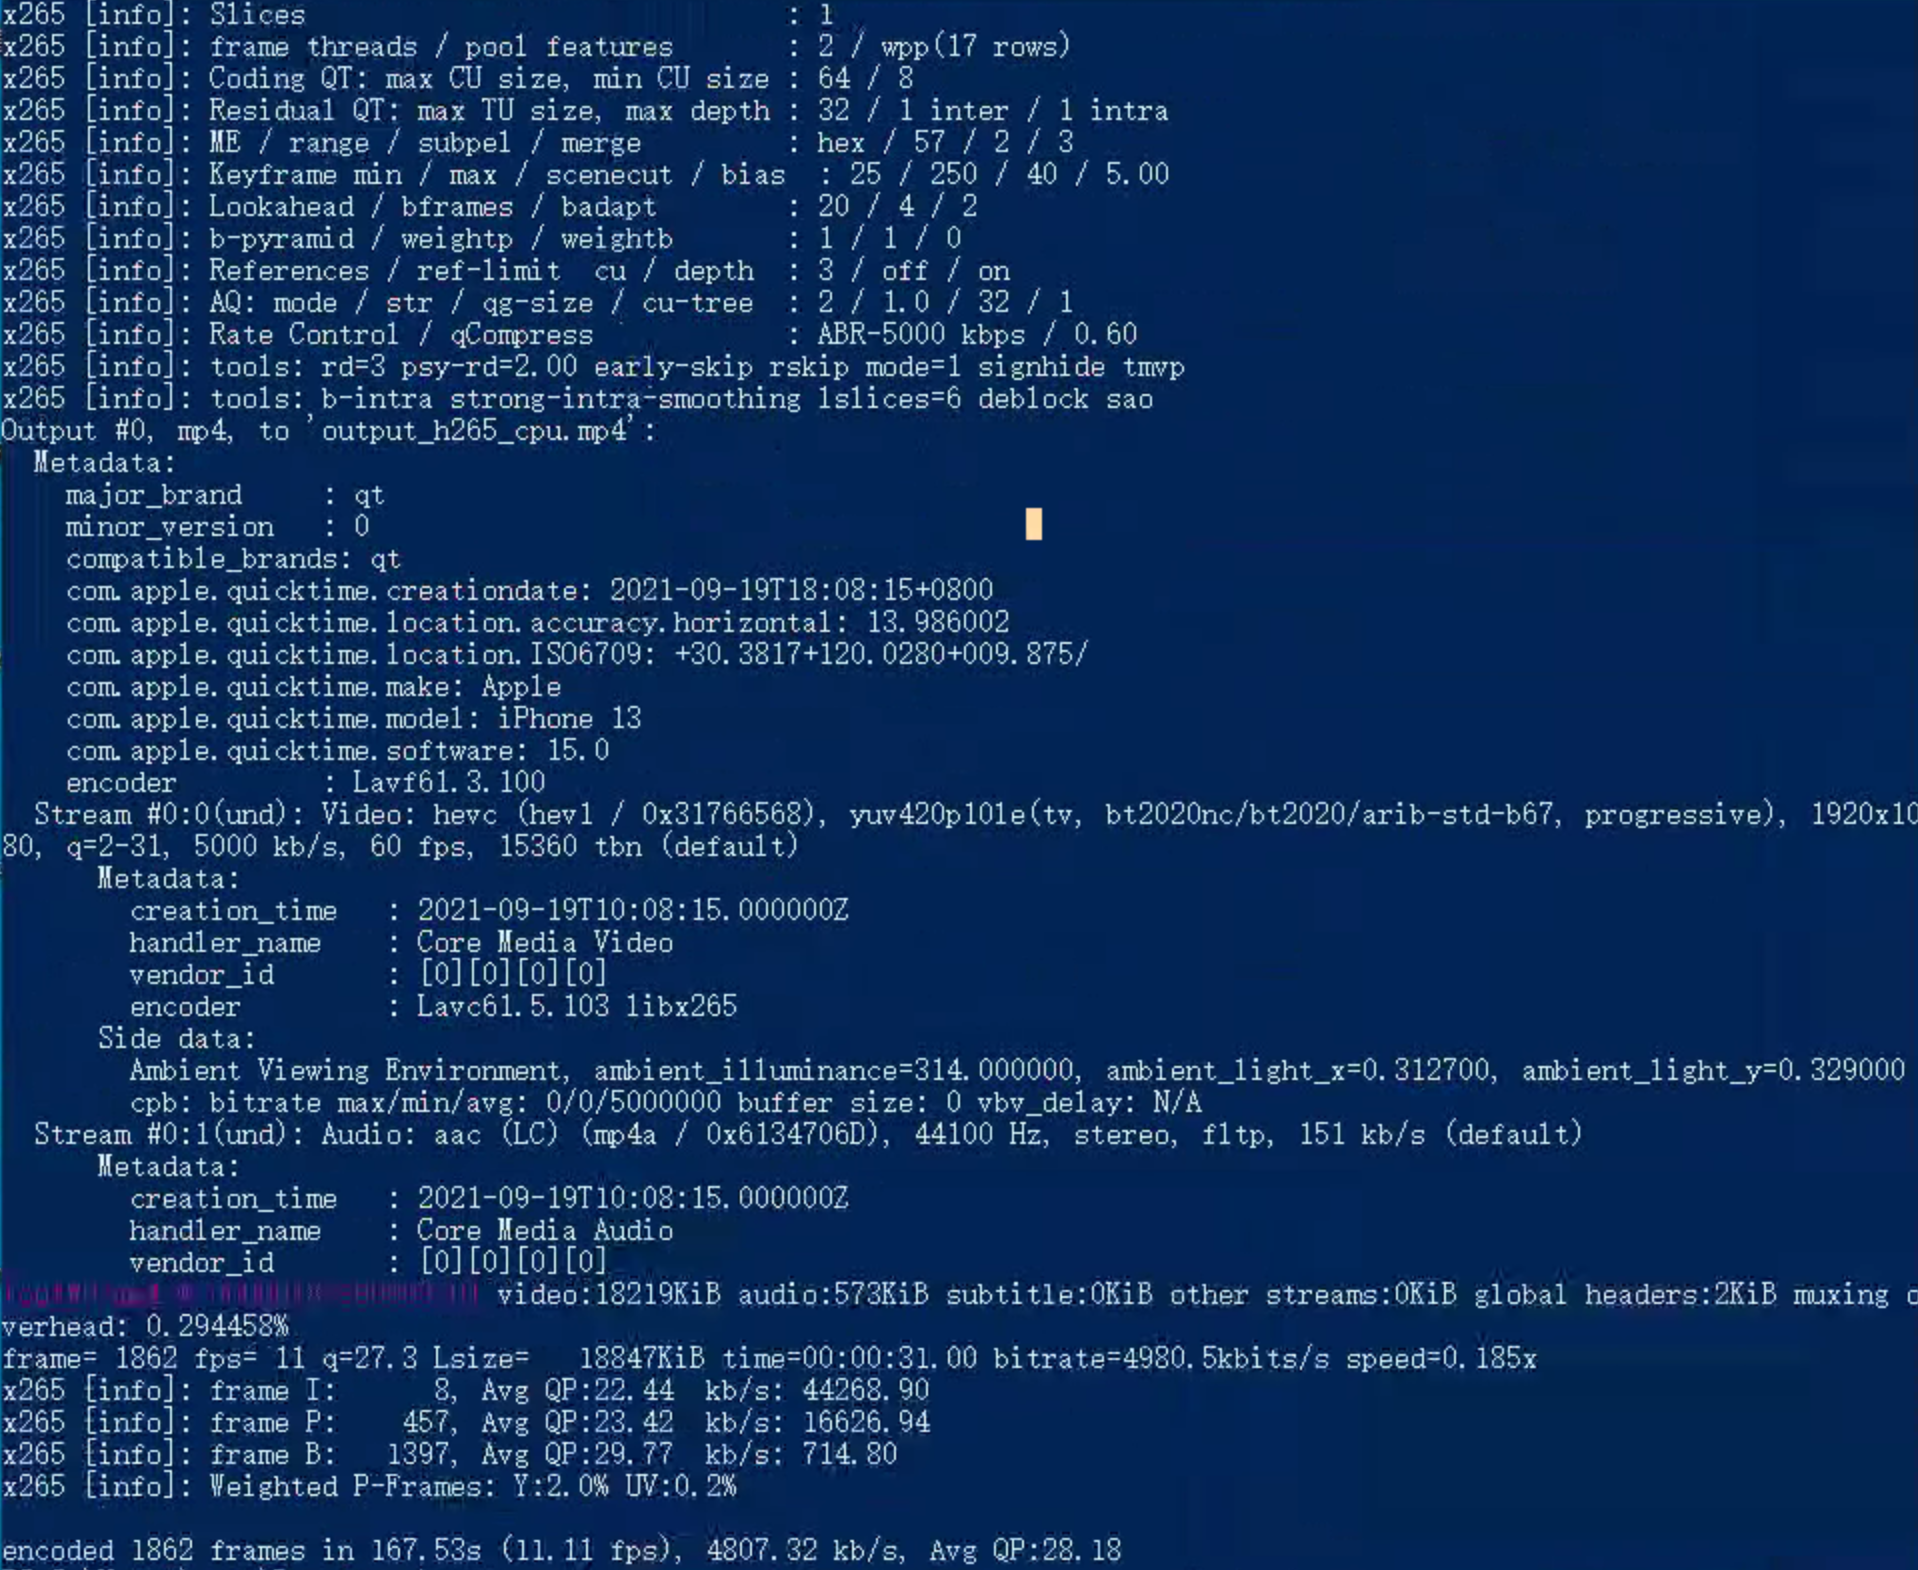 x265 [info]: Slices                              : 1
x265 [info]: frame threads / pool features       : 2 / wpp(17 rows)
x265 [info]: Coding QT: max CU size, min CU size : 64 / 8
x265 [info]: Residual QT: max TU size, max depth : 32 / 1 inter / 1 intra
x265 [info]: ME / range / subpel / merge         : hex / 57 / 2 / 3
x265 [info]: Keyframe min / max / scenecut / bias  : 25 / 250 / 40 / 5.00
x265 [info]: Lookahead / bframes / badapt        : 20 / 4 / 2
x265 [info]: b-pyramid / weightp / weightb       : 1 / 1 / 0
x265 [info]: References / ref-limit  cu / depth  : 3 / off / on
x265 [info]: AQ: mode / str / qg-size / cu-tree  : 2 / 1.0 / 32 / 1
x265 [info]: Rate Control / qCompress            : ABR-5000 kbps / 0.60
x265 [info]: tools: rd=3 psy-rd=2.00 early-skip rskip mode=1 signhide tmvp
x265 [info]: tools: b-intra strong-intra-smoothing lslices=6 deblock sao
Output #0, mp4, to 'output_h265_cpu.mp4':
  Metadata:
    major_brand     : qt
    minor_version   : 0
    compatible_brands: qt
    com.apple.quicktime.creationdate: 2021-09-19T18:08:15+0800
    com.apple.quicktime.location.accuracy.horizontal: 13.986002
    com.apple.quicktime.location.ISO6709: +30.3817+120.0280+009.875/
    com.apple.quicktime.make: Apple
    com.apple.quicktime.model: iPhone 13
    com.apple.quicktime.software: 15.0
    encoder         : Lavf61.3.100
  Stream #0:0(und): Video: hevc (hev1 / 0x31766568), yuv420p10le(tv, bt2020nc/bt2020/arib-std-b67, progressive), 1920x10
80, q=2-31, 5000 kb/s, 60 fps, 15360 tbn (default)
      Metadata:
        creation_time   : 2021-09-19T10:08:15.000000Z
        handler_name    : Core Media Video
        vendor_id       : [0][0][0][0]
        encoder         : Lavc61.5.103 libx265
      Side data:
        Ambient Viewing Environment, ambient_illuminance=314.000000, ambient_light_x=0.312700, ambient_light_y=0.329000
        cpb: bitrate max/min/avg: 0/0/5000000 buffer size: 0 vbv_delay: N/A
  Stream #0:1(und): Audio: aac (LC) (mp4a / 0x6134706D), 44100 Hz, stereo, fltp, 151 kb/s (default)
      Metadata:
        creation_time   : 2021-09-19T10:08:15.000000Z
        handler_name    : Core Media Audio
        vendor_id       : [0][0][0][0]
video:18219KiB audio:573KiB subtitle:0KiB other streams:0KiB global headers:2KiB muxing o
verhead: 0.294458%
frame= 1862 fps= 11 q=27.3 Lsize=   18847KiB time=00:00:31.00 bitrate=4980.5kbits/s speed=0.185x
x265 [info]: frame I:      8, Avg QP:22.44  kb/s: 44268.90
x265 [info]: frame P:    457, Avg QP:23.42  kb/s: 16626.94
x265 [info]: frame B:   1397, Avg QP:29.77  kb/s: 714.80
x265 [info]: Weighted P-Frames: Y:2.0% UV:0.2%
encoded 1862 frames in 167.53s (11.11 fps), 4807.32 kb/s, Avg QP:28.18